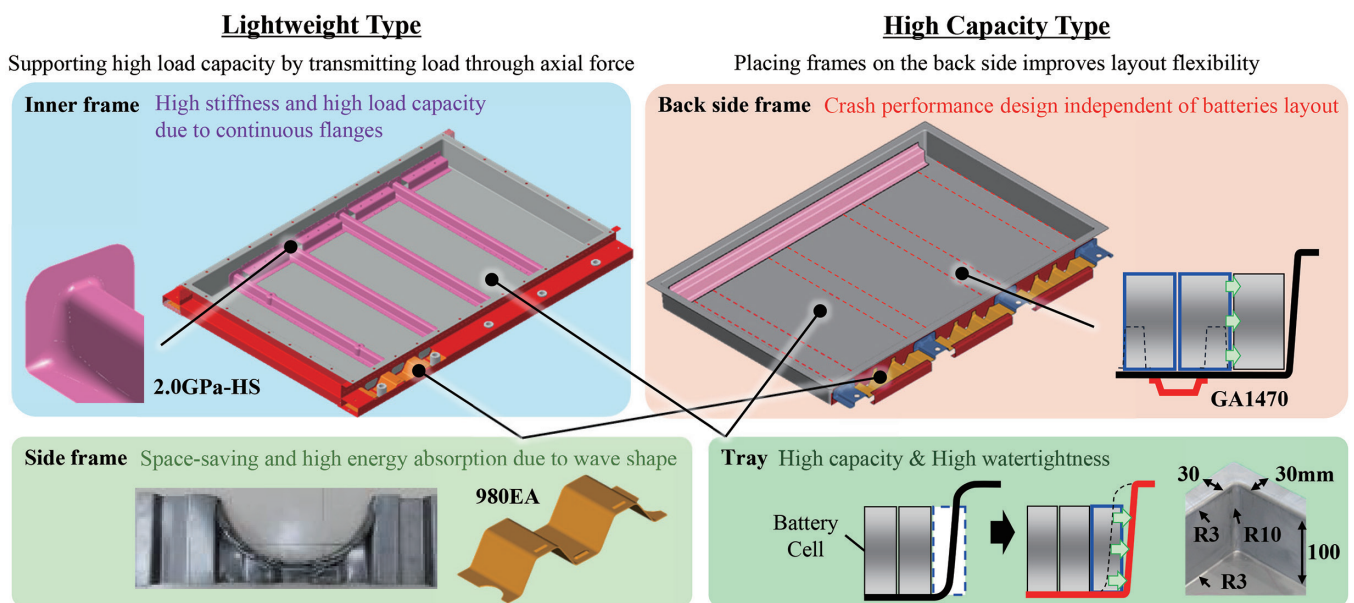 Lightweight Type
Supporting high load capacity by transmitting load through axial force
Inner frame High stiffness and high load capacity
due to continuous flanges
2.0GPa-HS
High Capacity Type
Placing frames on the back side improves layout flexibility
Back side frame Crash performance design independent of batteries layout
GA1470
Side frame Space-saving and high energy absorption due to wave shape
980EA
Tray High capacity & High watertightness
Battery
Cell
30 30mm
R3 R10 100
R3